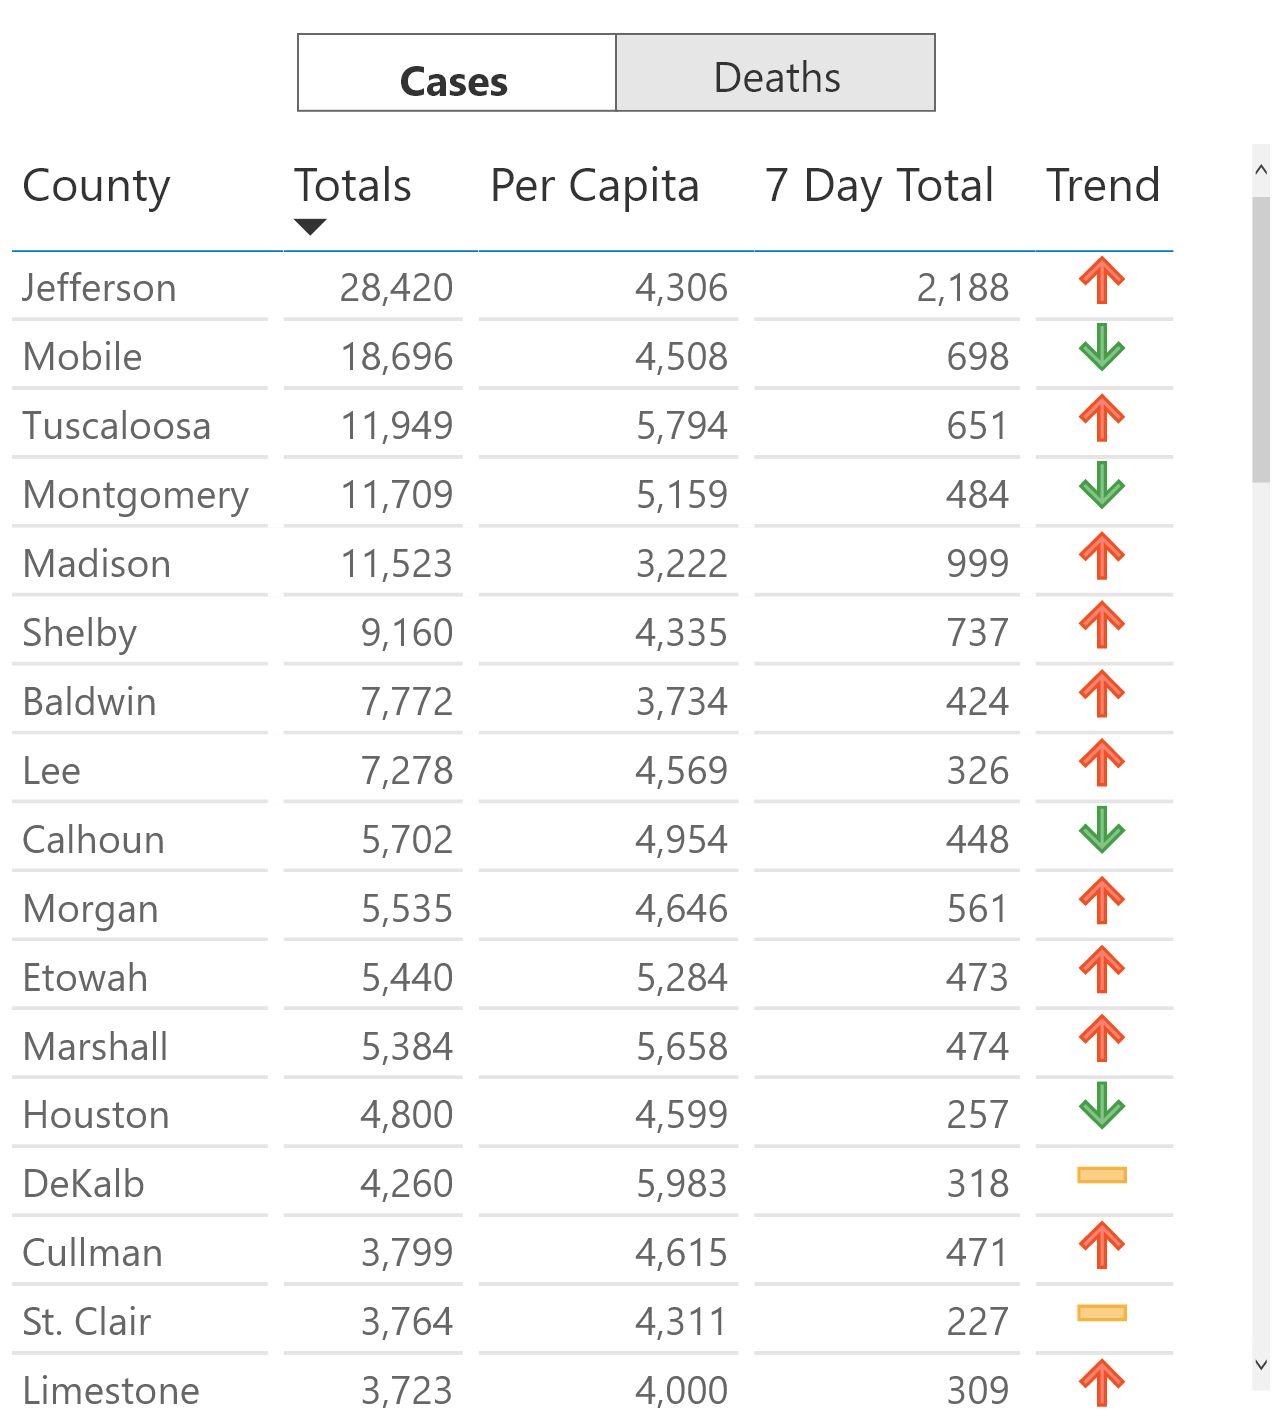 Cases Deaths
County Totals Per Capita 7 Day Total Trend
Jefferson 28,420 4,306 2,188
Mobile 18,696 4,508 698
Tuscaloosa 11,949 5,794 651
Montgomery 11,709 5,159 484
Madison 11,523 3,222 999
Shelby 9,160 4,335 737
Baldwin 7,772 3,734 424
Lee 7,278 4,569 326
Calhoun 5,702 4,954 448
Morgan 5,535 4,646 561
Etowah 5,440 5,284 473
Marshall 5,384 5,658 474
Houston 4,800 4,599 257
DeKalb 4,260 5,983 318
Cullman 3,799 4,615 471
St. Clair 3,764 4,311 227
Limestone 3,723 4,000 309